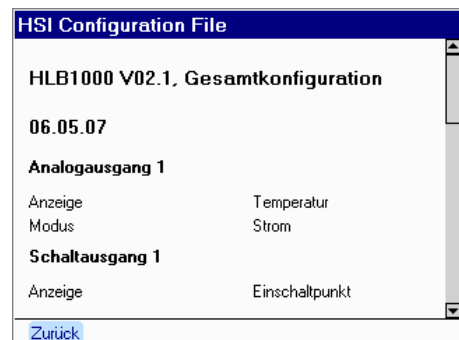 HSI Configuration File
HLB1000 V02.1, Gesamtkonfiguration
06.05.07
Analogausgang 1
Anzeige Temperatur
Modus Strom
Schaltausgang 1
Anzeige Einschaltpunkt
Zurück